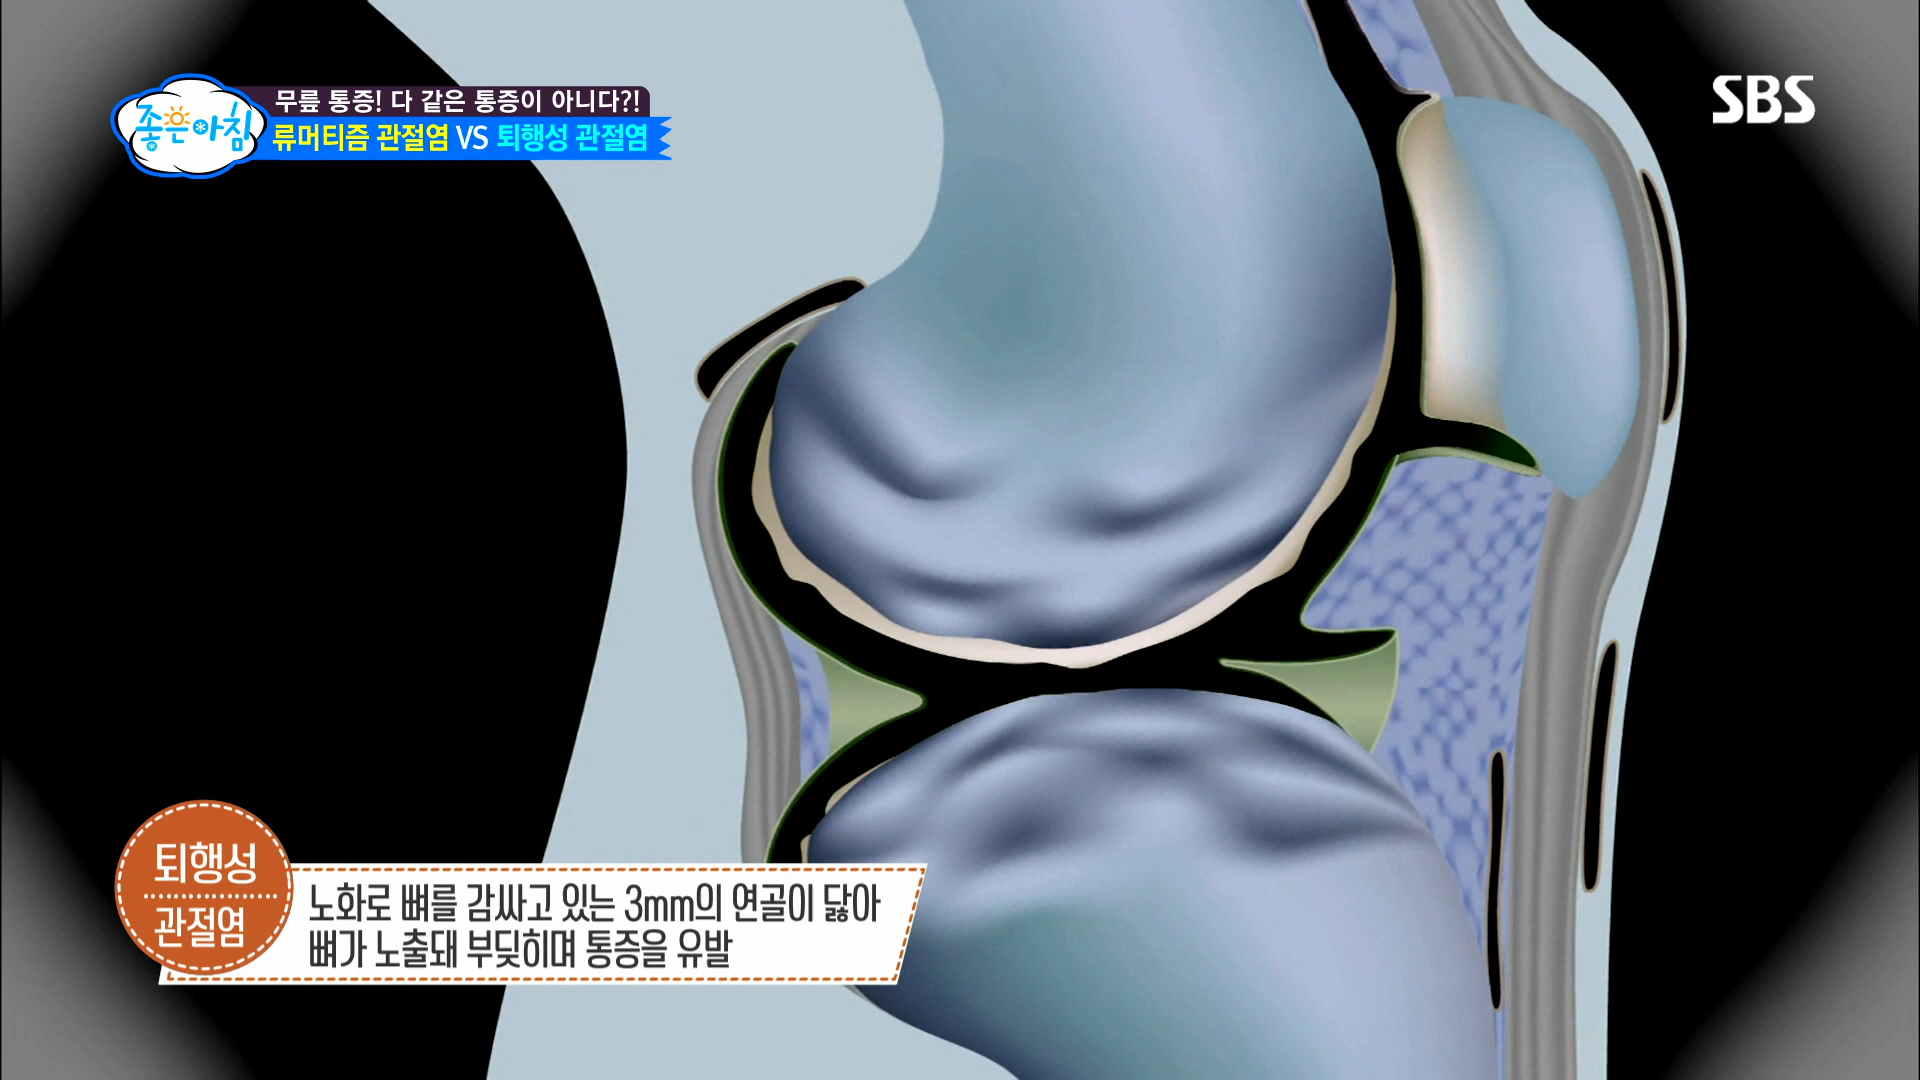 무릎 통증! 다 같은 통증이 아니다?!
좋은아침
류머티즘 관절염 VS 퇴행성 관절염
SBS
퇴행성
관절염
노화로 뼈를 감싸고 있는 3mm의 연골이 닳아
뼈가 노출돼 부딪히며 통증을 유발